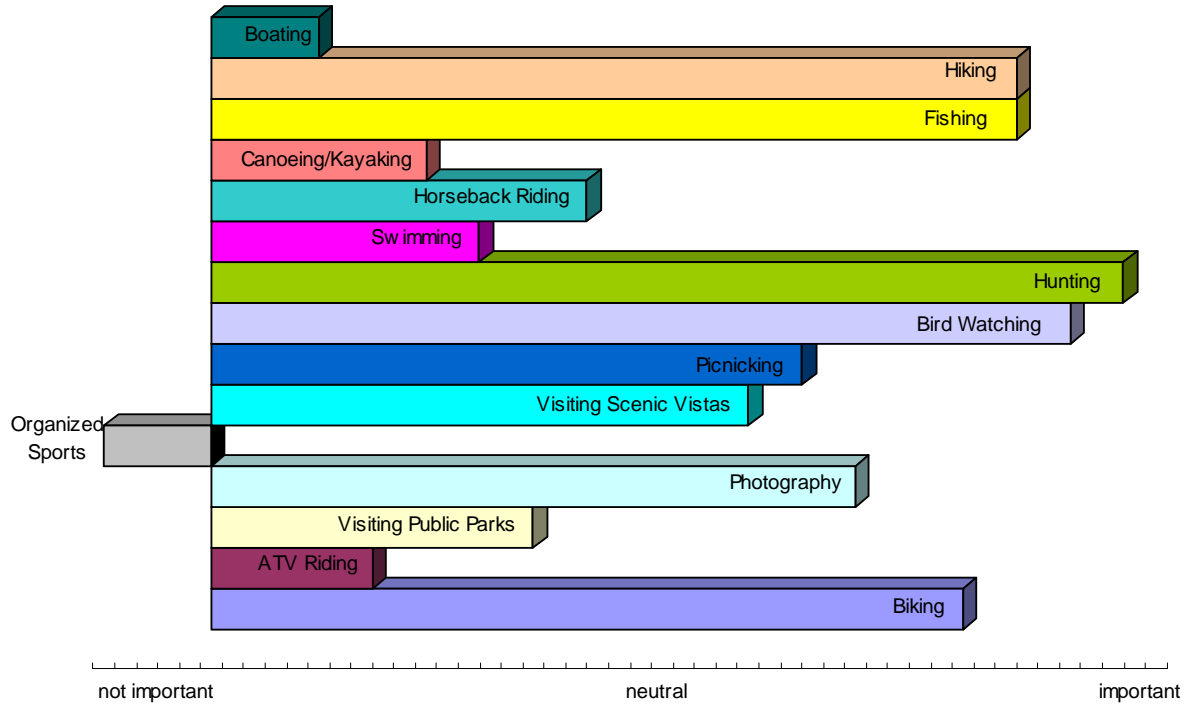 Boating
Hiking
Fishing
Canoeing/Kayaking
Horseback Riding
Swimming
Hunting
Bird Watching
Picnicking
Visiting Scenic Vistas
Organized
Sports
Photography
Visiting Public Parks
ATV Riding
Biking
not important neutral important